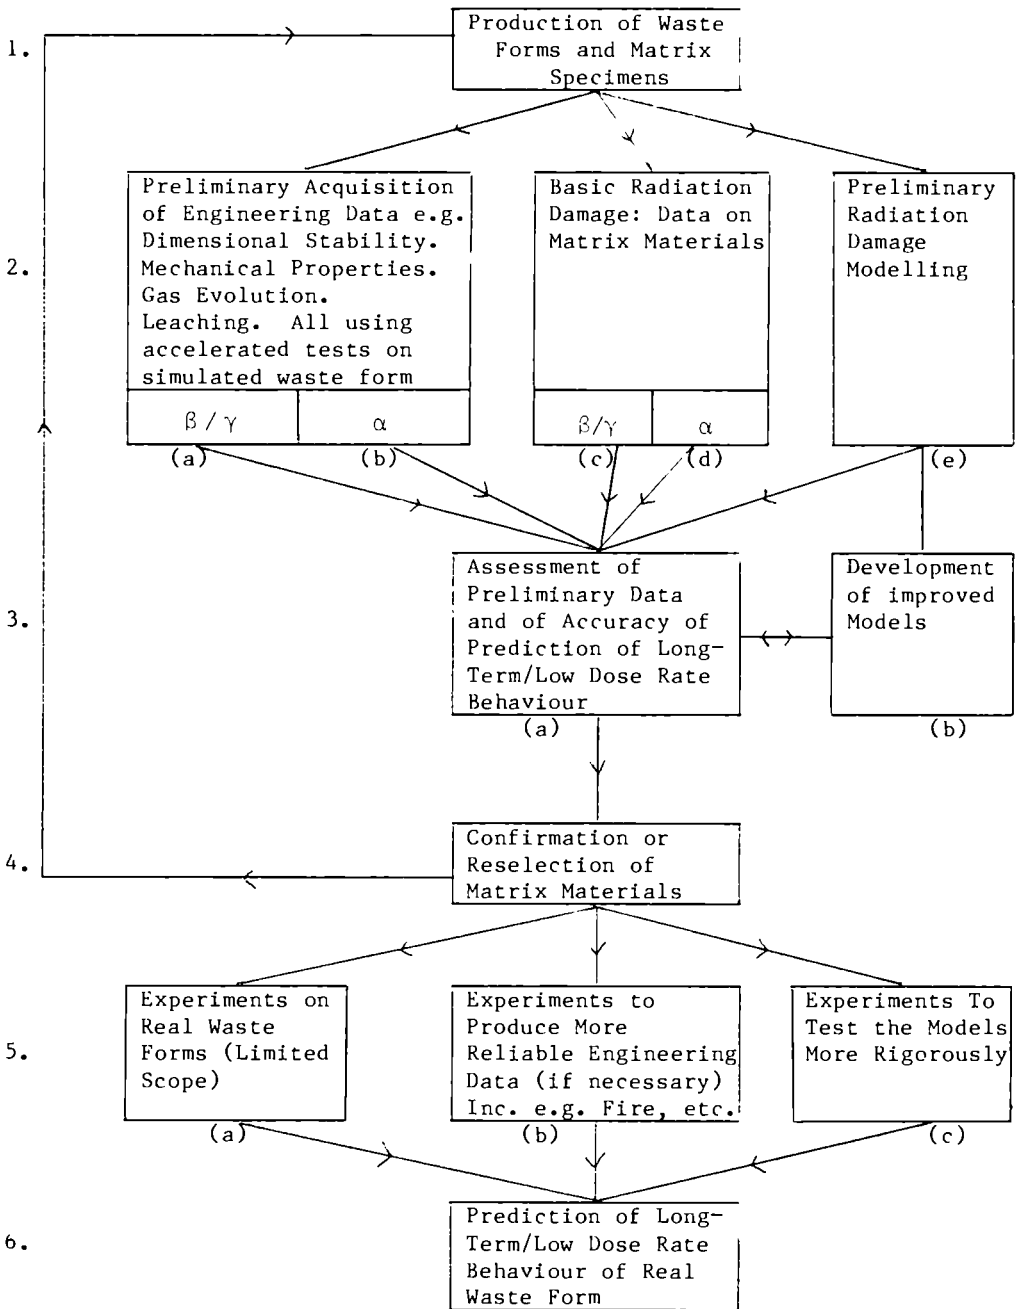 1.
Production of Waste
Forms and Matrix
Specimens
2.
Preliminary Acquisition
of Engineering Data e.g.
Dimensional Stability.
Mechanical Properties.
Gas Evolution.
Leaching. All using
accelerated tests on
simulated waste form
β/γ
α
(a)
(b)
Basic Radiation
Damage: Data on
Matrix Materials
β/γ
α
(c)
(d)
Preliminary
Radiation
Damage
Modelling
(e)
3.
Assessment of
Preliminary Data
and of Accuracy of
Prediction of Long-
Term/Low Dose Rate
Behaviour
(a)
Development
of improved
Models
(b)
4.
Confirmation or
Reselection of
Matrix Materials
5.
Experiments on
Real Waste
Forms (Limited
Scope)
(a)
Experiments to
Produce More
Reliable Engineering
Data (if necessary)
Inc. e.g. Fire, etc.
(b)
Experiments To
Test the Models
More Rigorously
(c)
6.
Prediction of Long-
Term/Low Dose Rate
Behaviour of Real
Waste Form